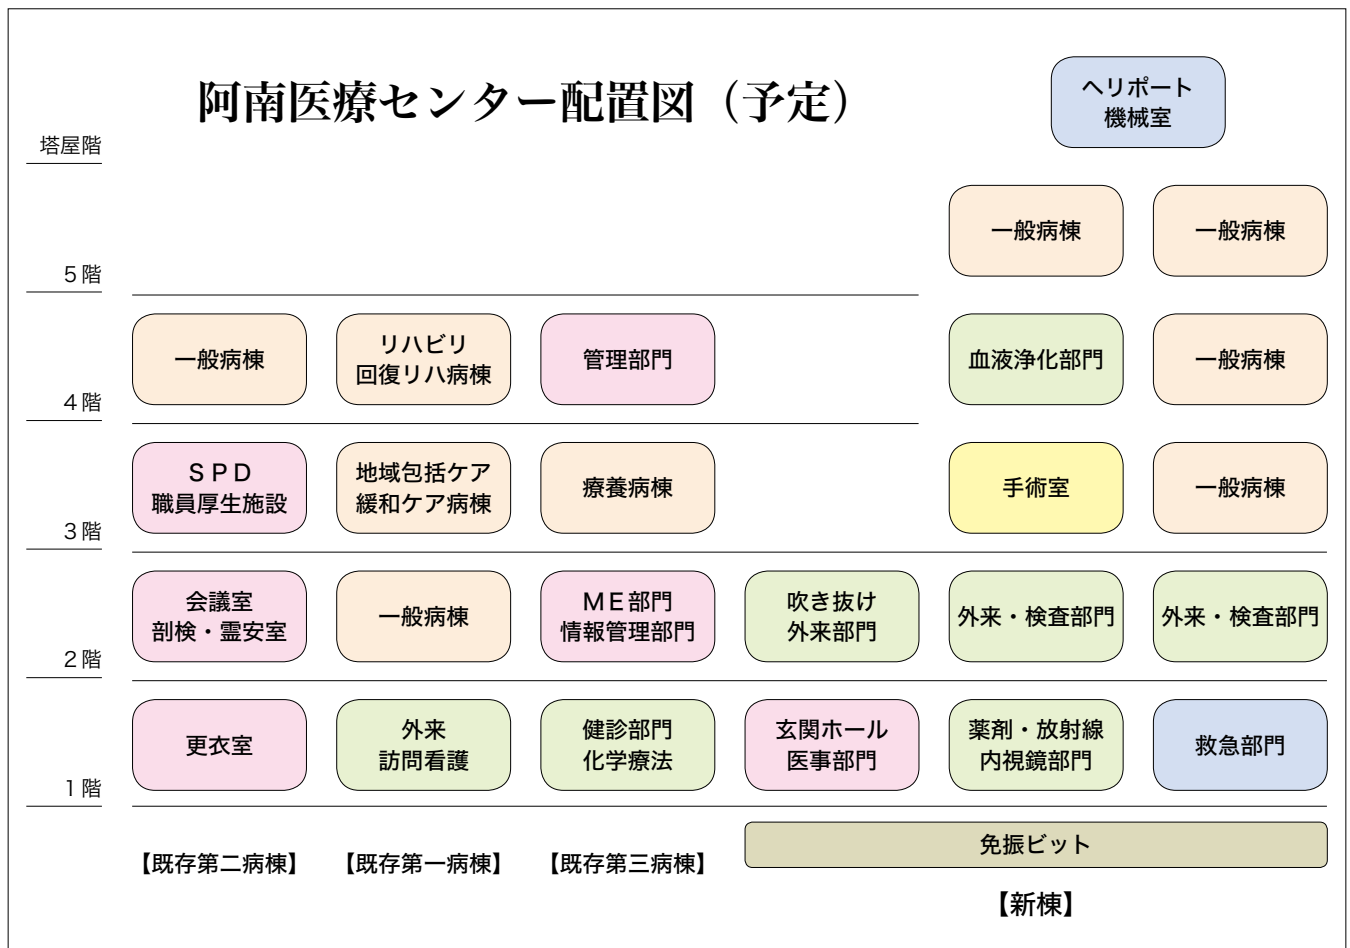 阿南医療センター配置図（予定）
ヘリポート
機械室
塔屋階
一般病棟
一般病棟
５階
一般病棟
リハビリ
回復リハ病棟
管理部門
血液浄化部門
一般病棟
４階
ＳＰＤ
職員厚生施設
地域包括ケア
緩和ケア病棟
療養病棟
手術室
一般病棟
３階
会議室
剖検・霊安室
一般病棟
ＭＥ部門
情報管理部門
吹き抜け
外来部門
外来・検査部門
外来・検査部門
２階
更衣室
外来
訪問看護
健診部門
化学療法
玄関ホール
医事部門
薬剤・放射線
内視鏡部門
救急部門
１階
免振ピット
【既存第二病棟】
【既存第一病棟】
【既存第三病棟】
【新棟】